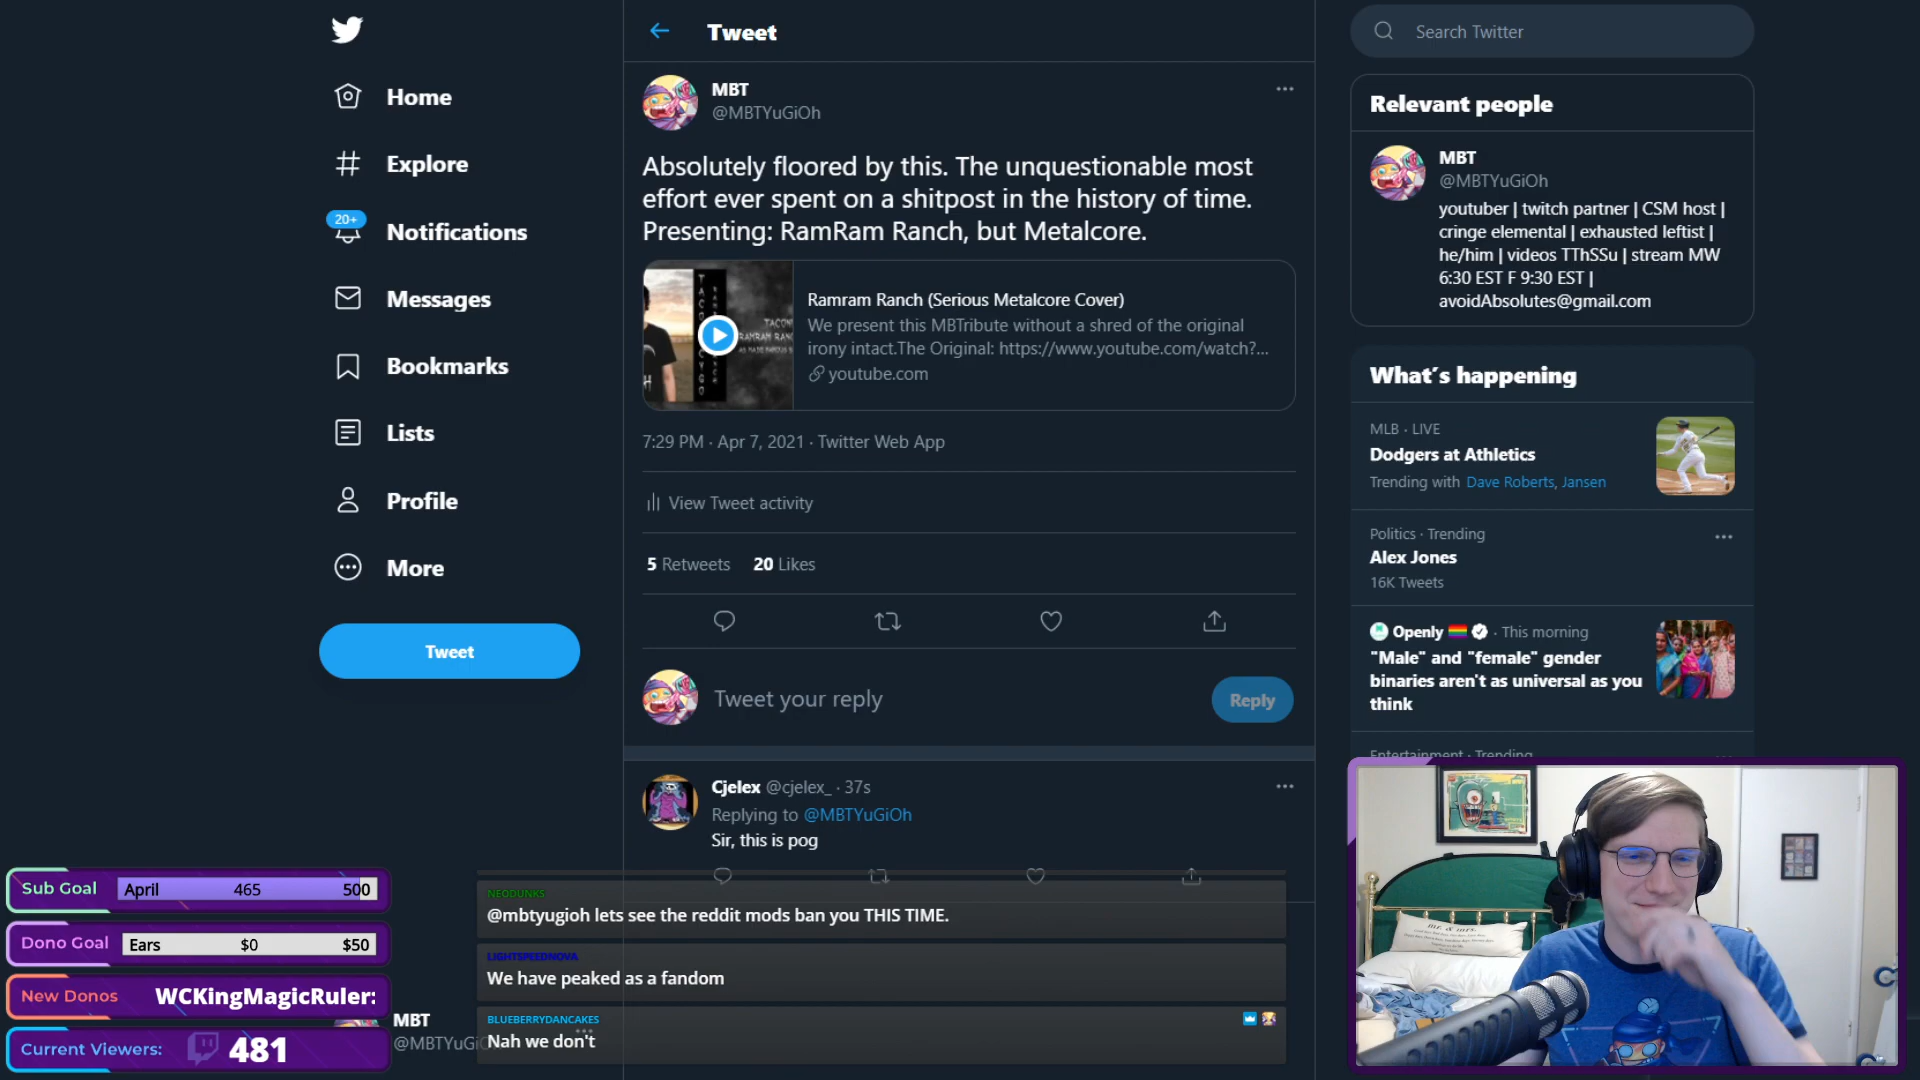 Home
Explore
20+
Notifications
Messages
Bookmarks
Lists
Profile
More
Tweet
Tweet
MBT
@MBTYuGiOh
Absolutely floored by this. The unquestionable most
effort ever spent on a shitpost in the history of time.
Presenting: RamRam Ranch, but Metalcore.
Ramram Ranch (Serious Metalcore Cover)
We present this MBTribute without a shred of the original
irony intact.The Original: https://www.youtube.com/watch?...
youtube.com
7:29 PM · Apr 7, 2021 · Twitter Web App
View Tweet activity
5 Retweets 20 Likes
Tweet your reply
Reply
Cjelex @cjelex_ · 37s
Replying to @MBTYuGiOh
Sir, this is pog
Search Twitter
Relevant people
MBT
@MBTYuGiOh
youtuber | twitch partner | CSM host |
cringe elemental | exhausted leftist |
he/him | videos TThSSu | stream MW
6:30 EST F 9:30 EST |
avoidAbsolutes@gmail.com
What's happening
MLB · LIVE
Dodgers at Athletics
Trending with Dave Roberts, Jansen
Politics · Trending
Alex Jones
16K Tweets
Openly · This morning
"Male" and "female" gender
binaries aren't as universal as you
think
Entertainment · Trending
Sub Goal April 465 500
Dono Goal Ears $0 $50
New Donos WCKingMagicRuler:
Current Viewers: 481
MBT
@MBTYuGi
NEODUNKS
@mbtyugioh lets see the reddit mods ban you THIS TIME.
LIGHTSPEEDNOVA
We have peaked as a fandom
BLUEBERRYDANCAKES
Nah we don't
mr. & mrs.